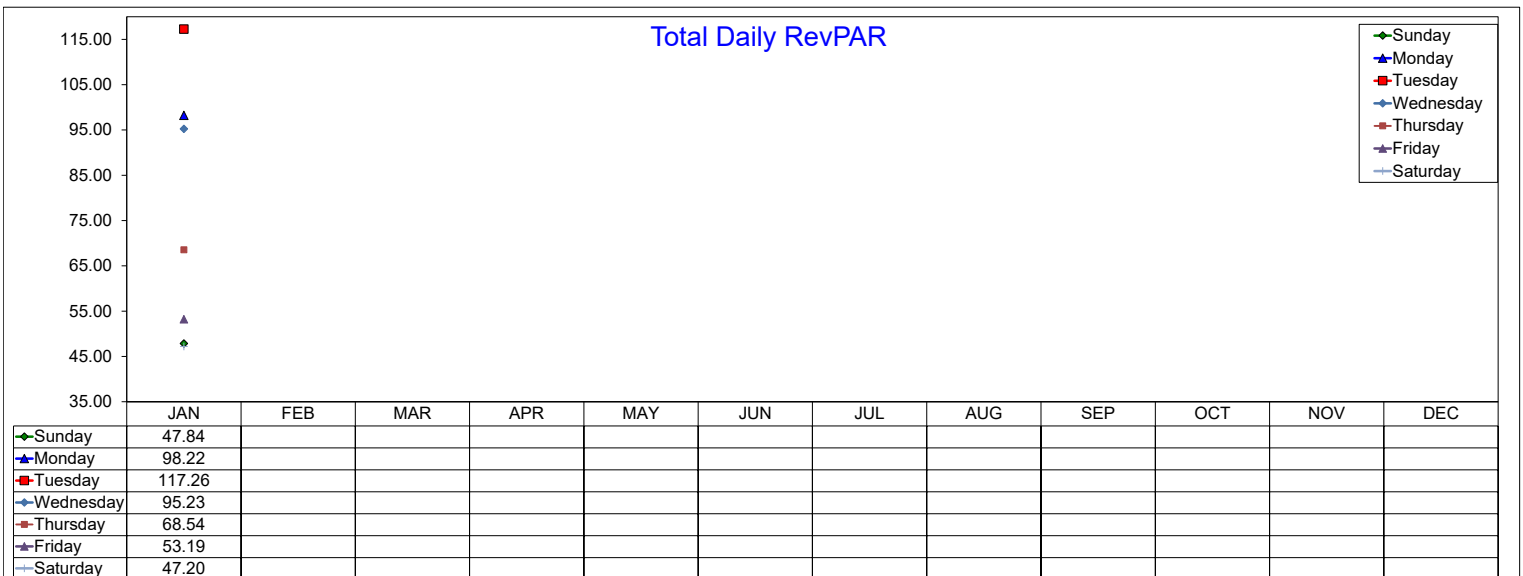 Total Daily RevPAR
115.00
105.00
95.00
85.00
75.00
65.00
55.00
45.00
35.00
Sunday
Monday
Tuesday
Wednesday
Thursday
Friday
Saturday
JAN FEB MAR APR MAY JUN JUL AUG SEP OCT NOV DEC
Sunday 47.84
Monday 98.22
Tuesday 117.26
Wednesday 95.23
Thursday 68.54
Friday 53.19
Saturday 47.20